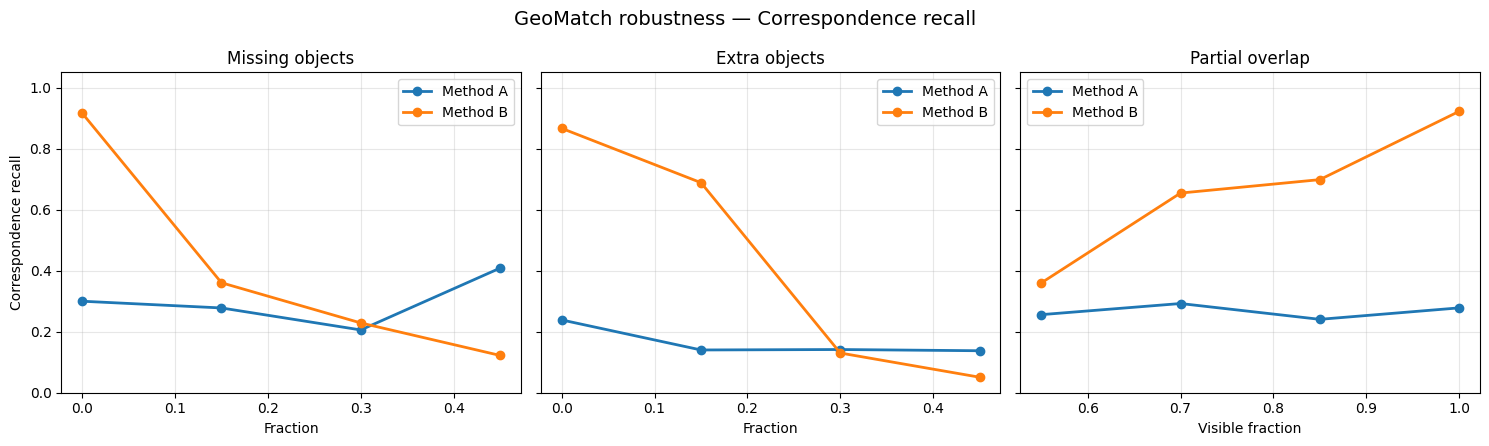 GeoMatch robustness — Correspondence recall
Missing objects
Extra objects
Partial overlap
Method A
Method B
Method A
Method B
Method A
Method B
Correspondence recall
1.0
0.8
0.6
0.4
0.2
0.0
0.0 0.1 0.2 0.3 0.4
0.0 0.1 0.2 0.3 0.4
0.6 0.7 0.8 0.9 1.0
Fraction
Fraction
Visible fraction